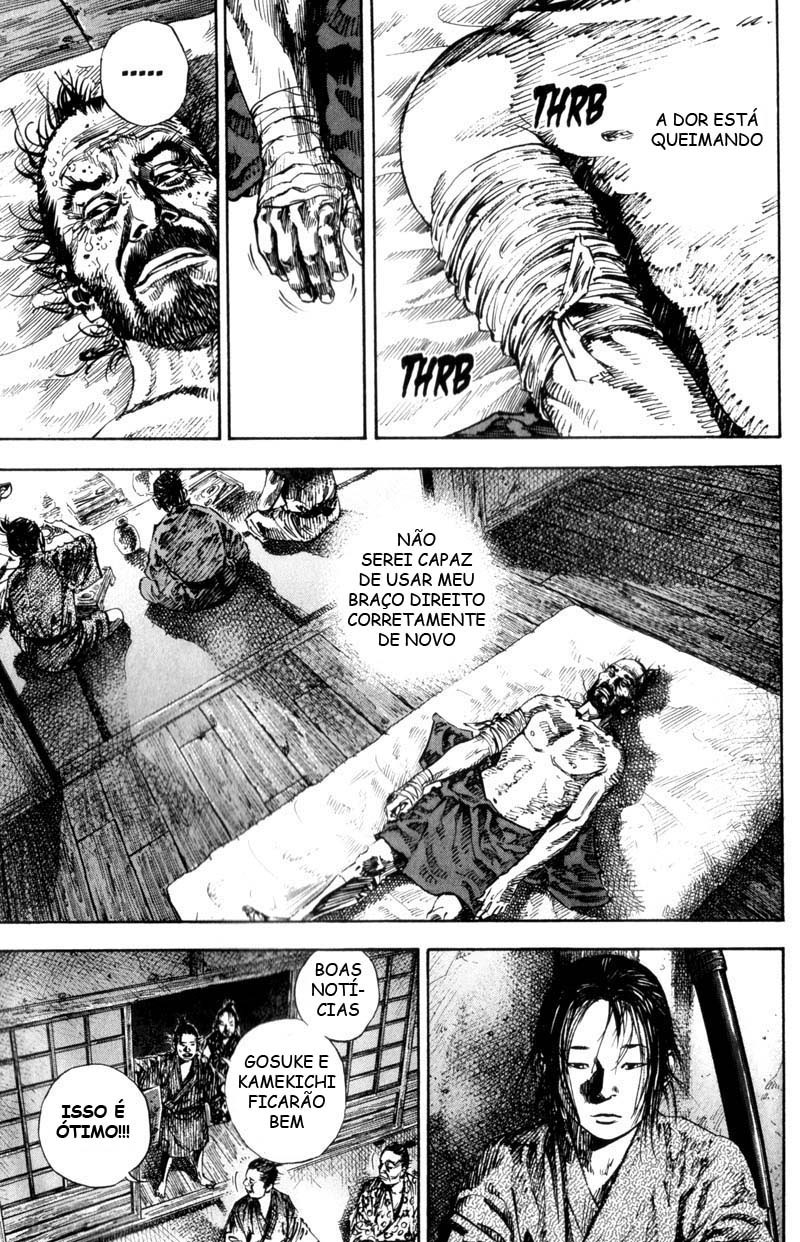 THRB
A DOR ESTÁ
QUEIMANDO
THRB
.....
NÃO
SEREI CAPAZ
DE USAR MEU
BRAÇO DIREITO
CORRETAMENTE
DE NOVO
BOAS
NOTÍ-
CIAS
GOSUKE E
KAMEKICHI
FICARÃO
BEM
ISSO É
ÓTIMO!!!